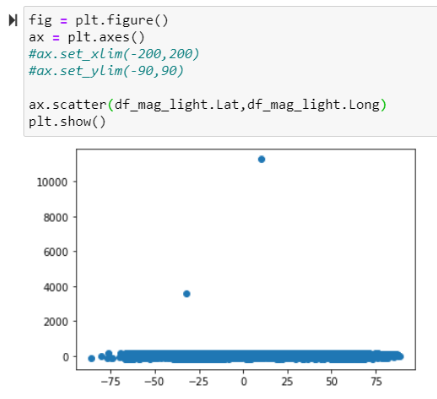 fig = plt.figure()
ax = plt.axes()
#ax.set_xlim(-200,200)
#ax.set_ylim(-90,90)
ax.scatter(df_mag_light.Lat,df_mag_light.Long)
plt.show()
10000
8000
6000
4000
2000
0
−75 −50 −25 0 25 50 75